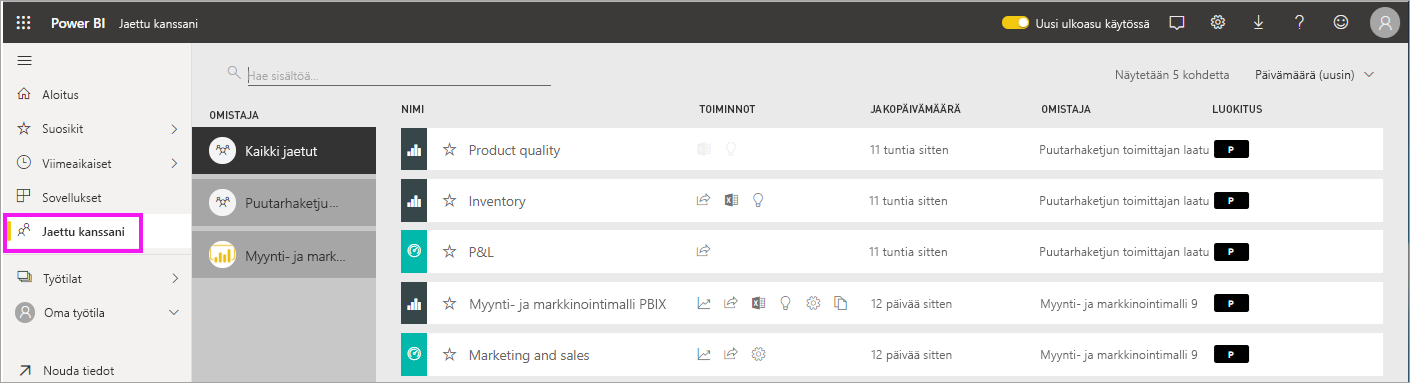 Power BI Jaettu kanssani Uusi ulkoasu käytössä ?
Aloitus
Suosikit
Viimeaikaiset
Sovellukset
Jaettu kanssani
Työtilat
Oma työtila
Nouda tiedot
Hae sisältöä... Näytetään 5 kohdetta Päivämäärä (uusin)
OMISTAJA
Kaikki jaetut
Puutarhaketju...
Myynti- ja mark...
NIMI TOIMINNOT JAKOPÄIVÄMÄÄRÄ OMISTAJA LUOKITUS
Product quality 11 tuntia sitten Puutarhaketjun toimittajan laatu P
Inventory 11 tuntia sitten Puutarhaketjun toimittajan laatu P
P&L 11 tuntia sitten Puutarhaketjun toimittajan laatu P
Myynti- ja markkinointimalli PBIX 12 päivää sitten Myynti- ja markkinointimalli 9 P
Marketing and sales 12 päivää sitten Myynti- ja markkinointimalli 9 P